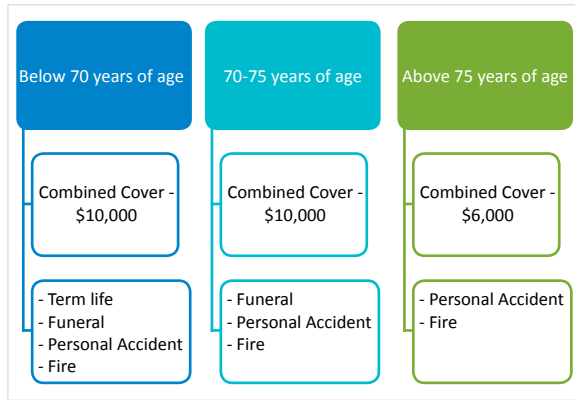 Below 70 years of age
Combined Cover -
$10,000
- Term life
- Funeral
- Personal Accident
- Fire
70-75 years of age
Combined Cover -
$10,000
- Funeral
- Personal Accident
- Fire
Above 75 years of age
Combined Cover -
$6,000
- Personal Accident
- Fire